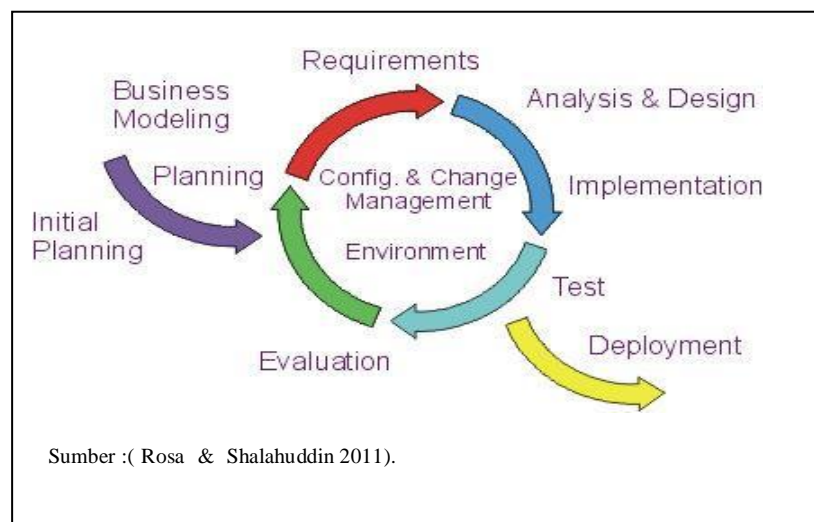 Requirements
Business
Modeling
Analysis & Design
Planning
Config. & Change
Management
Implementation
Initial
Planning
Environment
Test
Deployment
Evaluation
Sumber :( Rosa & Shalahuddin 2011).